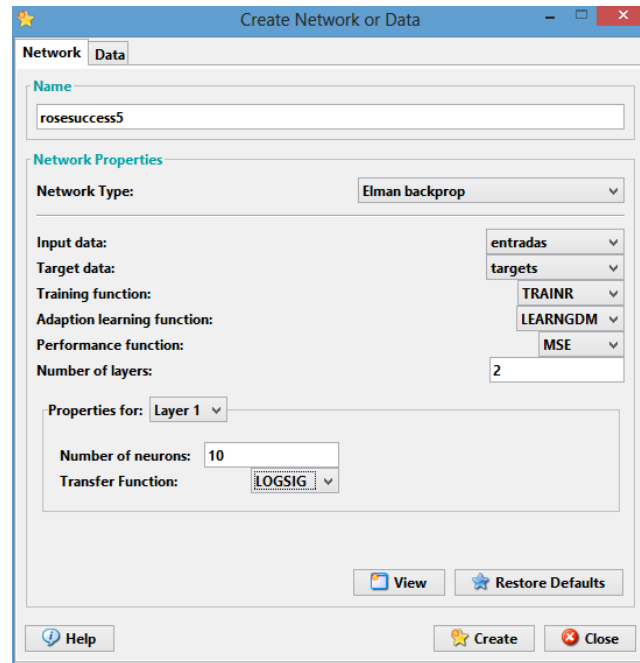 Create Network or Data
Network Data
Name
rosesuccess5
Network Properties
Network Type: Elman backprop
Input data: entradas
Target data: targets
Training function: TRAINR
Adaption learning function: LEARNGDM
Performance function: MSE
Number of layers: 2
Properties for: Layer 1
Number of neurons: 10
Transfer Function: LOGSIG
View Restore Defaults
Help Create Close